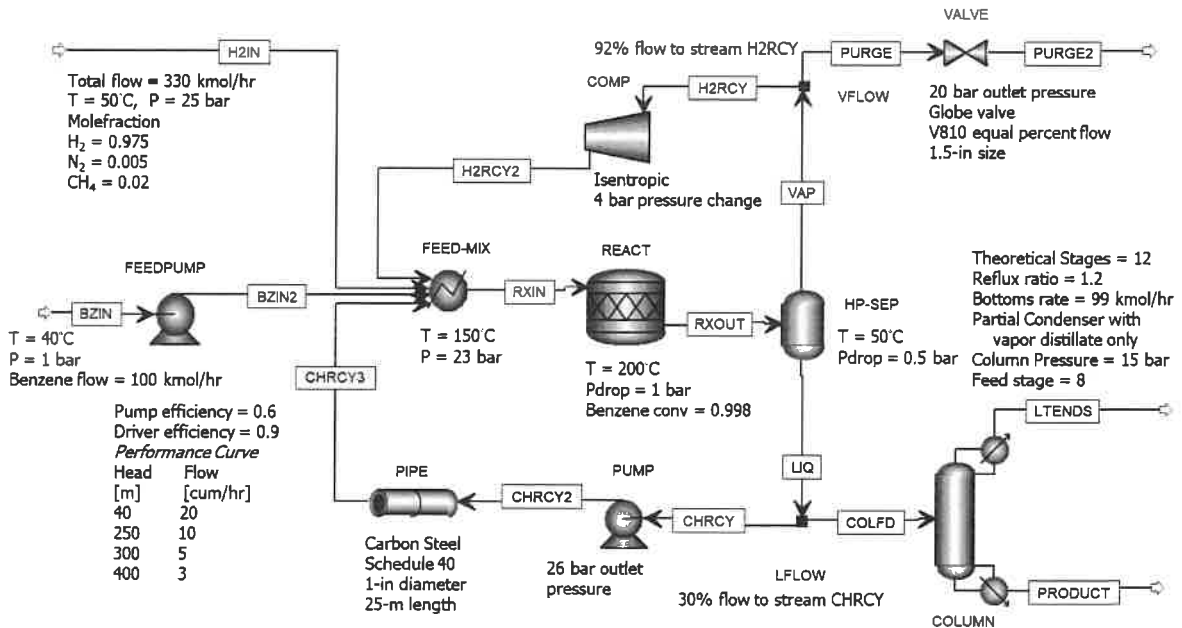 VALVE
92% flow to stream H2RCY
PURGE
PURGE2
H2IN
Total flow = 330 kmol/hr
T = 50°C, P = 25 bar
Molefraction
H₂ = 0.975
N₂ = 0.005
CH₄ = 0.02
COMP
H2RCY
VFLOW
20 bar outlet pressure
Globe valve
V810 equal percent flow
1.5-in size
H2RCY2
Isentropic
4 bar pressure change
VAP
FEEDPUMP
FEED-MIX
REACT
BZIN
BZIN2
RXIN
RXOUT
HP-SEP
T = 50°C
Pdrop = 0.5 bar
Theoretical Stages = 12
Reflux ratio = 1.2
Bottoms rate = 99 kmol/hr
Partial Condenser with
vapor distillate only
Column Pressure = 15 bar
Feed stage = 8
T = 40°C
P = 1 bar
Benzene flow = 100 kmol/hr
T = 150°C
P = 23 bar
T = 200°C
Pdrop = 1 bar
Benzene conv = 0.998
CHRCY3
Pump efficiency = 0.6
Driver efficiency = 0.9
Performance Curve
Head Flow
[m] [cum/hr]
40 20
250 10
300 5
400 3
LTENDS
PIPE
PUMP
LIQ
CHRCY2
CHRCY
COLFD
Carbon Steel
Schedule 40
1-in diameter
25-m length
26 bar outlet
pressure
LFLOW
30% flow to stream CHRCY
PRODUCT
COLUMN